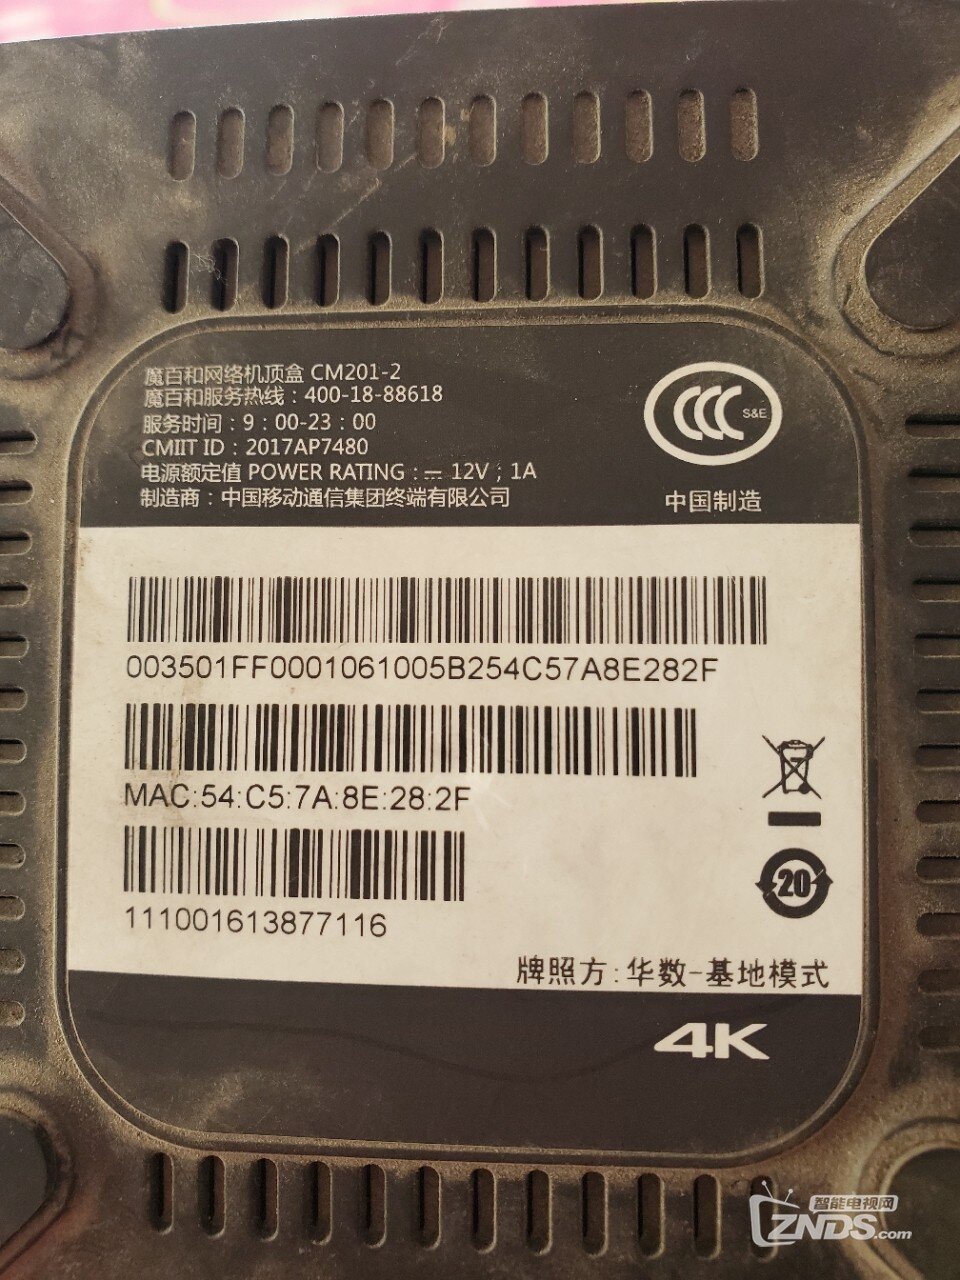 魔百和网络机顶盒 CM201-2
魔百和服务热线：400-18-88618
服务时间：9：00-23：00
CMIIT ID：2017AP7480
电源额定值 POWER RATING：⎓ 12V；1A
制造商：中国移动通信集团终端有限公司
CCC S&E
中国制造
003501FF0001061005B254C57A8E282F
MAC:54:C5:7A:8E:28:2F
111001613877116
20
牌照方:华数-基地模式
4K
智能电视网
ZNDS.com